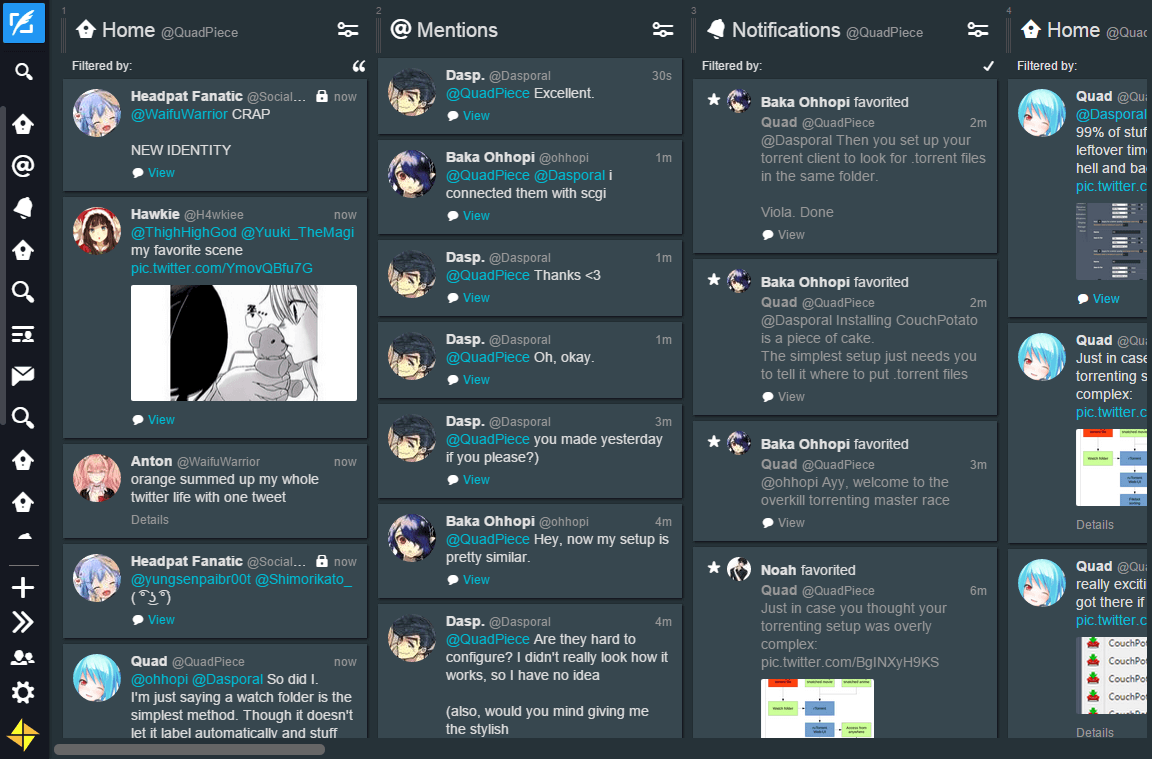 1
Home @QuadPiece
Filtered by:
Headpat Fanatic @Social... now
@WaifuWarrior CRAP
NEW IDENTITY
View
Hawkie @H4wkiee now
@ThighHighGod @Yuuki_TheMagi
my favorite scene
pic.twitter.com/YmovQBfu7G
View
Anton @WaifuWarrior now
orange summed up my whole
twitter life with one tweet
Details
Headpat Fanatic @Social... now
@yungsenpaibr00t @Shimorikato_
( ͡° ͜ʖ ͡°)
View
Quad @QuadPiece now
@ohhopi @Dasporal So did I.
I'm just saying a watch folder is the
simplest method. Though it doesn't
let it label automatically and stuff
2
@ Mentions
Dasp. @Dasporal 30s
@QuadPiece Excellent.
View
Baka Ohhopi @ohhopi 1m
@QuadPiece @Dasporal i
connected them with scgi
View
Dasp. @Dasporal 1m
@QuadPiece Thanks <3
View
Dasp. @Dasporal 1m
@QuadPiece Oh, okay.
View
Dasp. @Dasporal 3m
@QuadPiece you made yesterday
if you please?)
View
Baka Ohhopi @ohhopi 4m
@QuadPiece Hey, now my setup is
pretty similar.
View
Dasp. @Dasporal 4m
@QuadPiece Are they hard to
configure? I didn't really look how it
works, so I have no idea
(also, would you mind giving me
the stylish
3
Notifications @QuadPiece
Filtered by:
Baka Ohhopi favorited
Quad @QuadPiece 2m
@Dasporal Then you set up your
torrent client to look for .torrent files
in the same folder.
Viola. Done
View
Baka Ohhopi favorited
Quad @QuadPiece 2m
@Dasporal Installing CouchPotato
is a piece of cake.
The simplest setup just needs you
to tell it where to put .torrent files
View
Baka Ohhopi favorited
Quad @QuadPiece 3m
@ohhopi Ayy, welcome to the
overkill torrenting master race
View
Noah favorited
Quad @QuadPiece 6m
Just in case you thought your
torrenting setup was overly
complex:
pic.twitter.com/BgINXyH9KS
4
Home @Quad
Filtered by:
Quad @Qua
@Dasporal
99% of stuf
leftover tim
hell and ba
pic.twitter.c
View
Quad @Qua
Just in case
torrenting s
complex:
pic.twitter.c
Watch folder
Details
Quad @Qua
really exciti
got there if
pic.twitter.c
CouchPot
CouchPot
CouchPot
CouchPot
Details